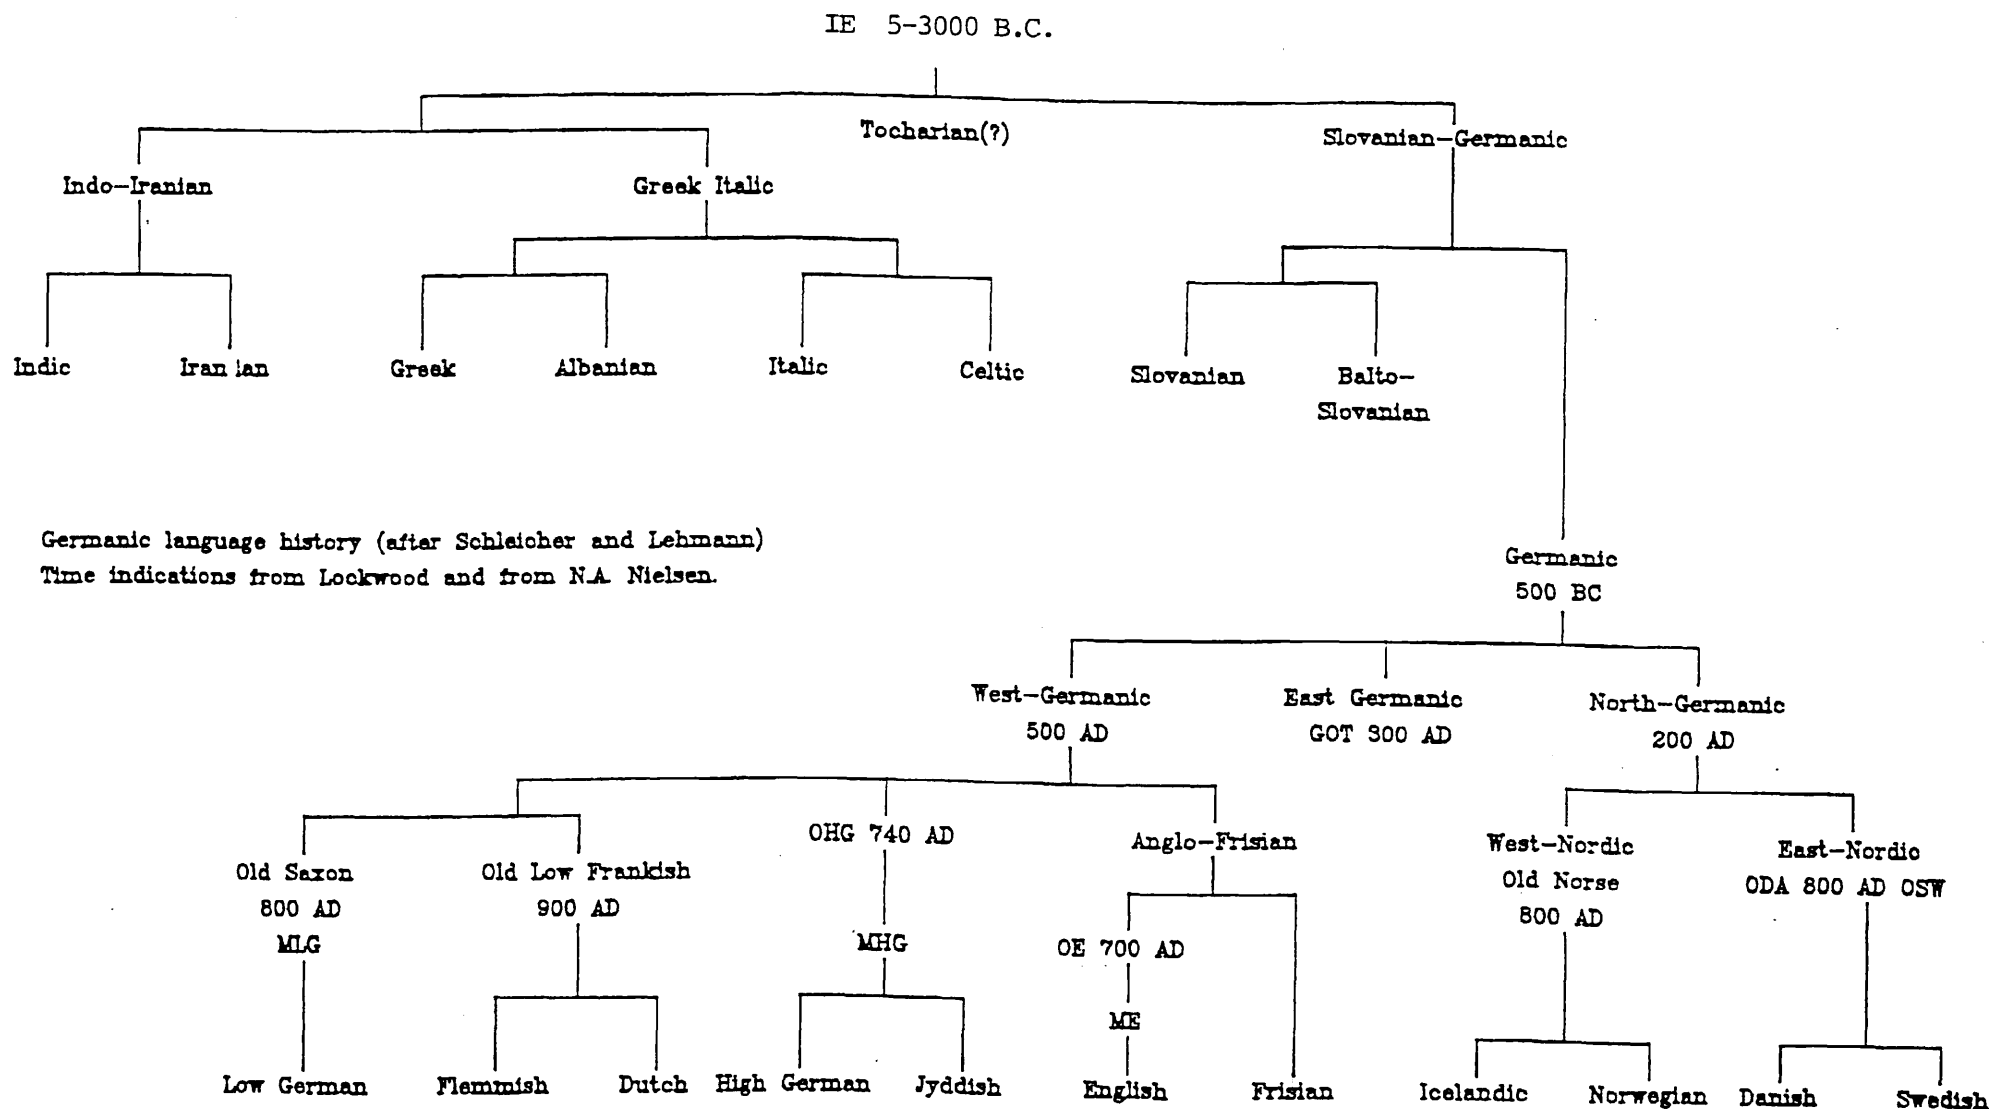 IE 5-3000 B.C.
Tocharian(?)
Slovanian-Germanic
Indo-Iranian
Greek Italic
Indic
Iranian
Greek
Albanian
Italic
Celtic
Slovanian
Balto-
Slovanian
Germanic language history (after Schleicher and Lehmann)
Time indications from Lockwood and from N.A. Nielsen.
Germanic
500 BC
West-Germanic
500 AD
East Germanic
GOT 300 AD
North-Germanic
200 AD
Old Saxon
800 AD
MLG
Old Low Frankish
900 AD
OHG 740 AD
MHG
Anglo-Frisian
OE 700 AD
ME
West-Nordic
Old Norse
800 AD
East-Nordic
ODA 800 AD OSW
Low German
Flemmish
Dutch
High German
Jyddish
English
Frisian
Icelandic
Norwegian
Danish
Swedish